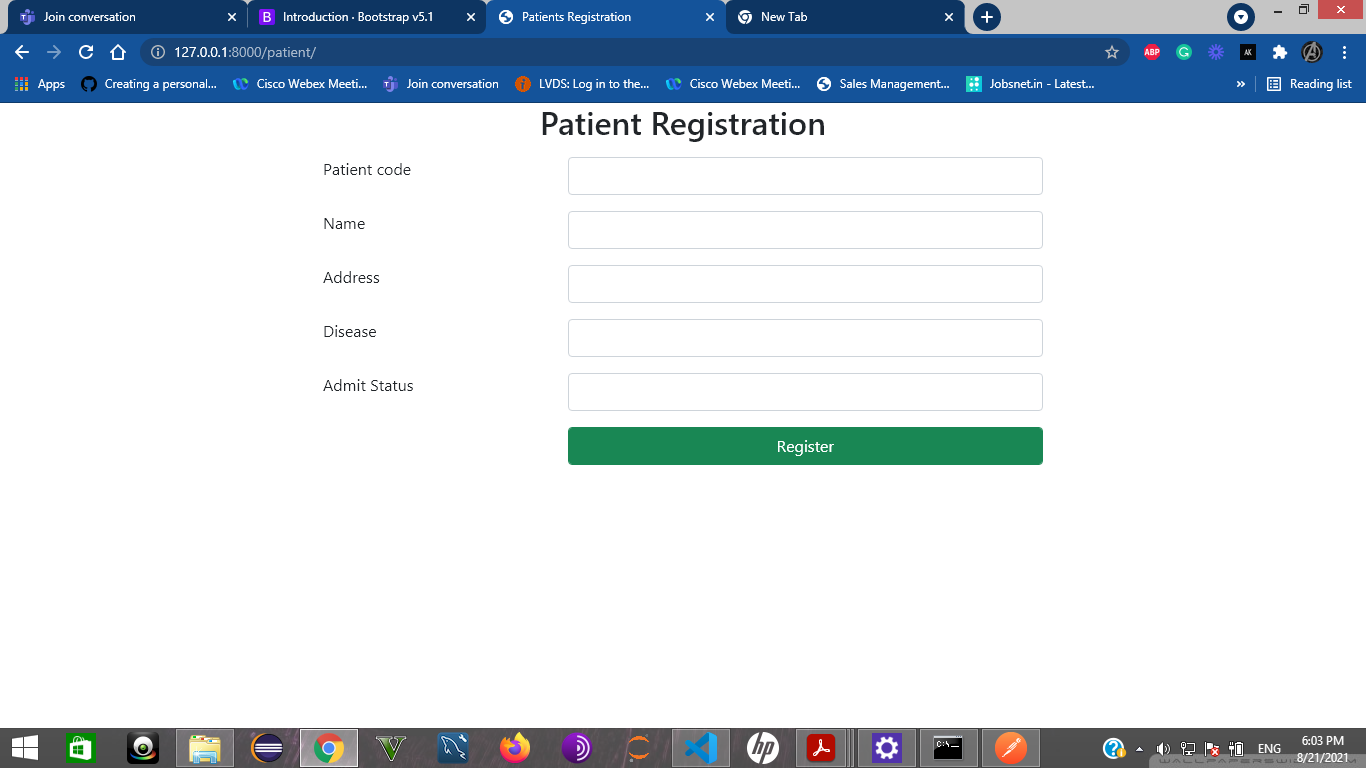 Join conversation
Introduction · Bootstrap v5.1
Patients Registration
New Tab
127.0.0.1:8000/patient/
ABP
G
AK
Apps
Creating a personal...
Cisco Webex Meeti...
Join conversation
LVDS: Log in to the...
Cisco Webex Meeti...
Sales Management...
Jobsnet.in - Latest...
»
Reading list
Patient Registration
Patient code
Name
Address
Disease
Admit Status
Register
ENG
6:03 PM
8/21/2021